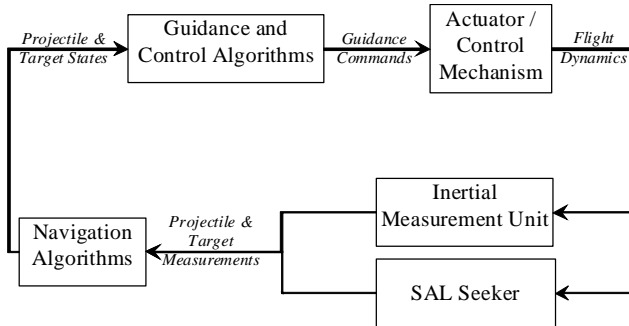 Projectile &
Target States
Guidance and
Control Algorithms
Guidance
Commands
Actuator /
Control
Mechanism
Flight
Dynamics
Navigation
Algorithms
Projectile &
Target
Measurements
Inertial
Measurement Unit
SAL Seeker